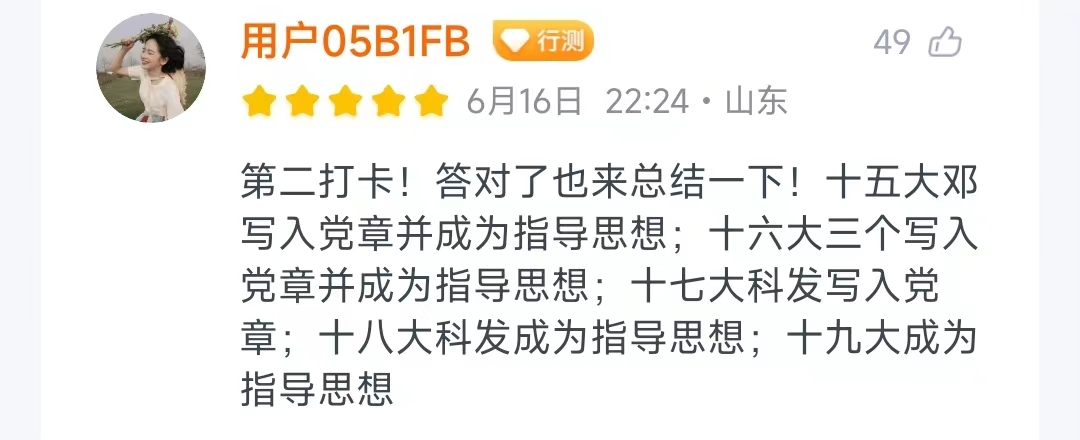 用户05B1FB 行测 49
6月16日 22:24·山东
第二打卡！答对了也来总结一下！十五大邓
写入党章并成为指导思想；十六大三个写入
党章并成为指导思想；十七大科发写入党
章；十八大科发成为指导思想；十九大成为
指导思想